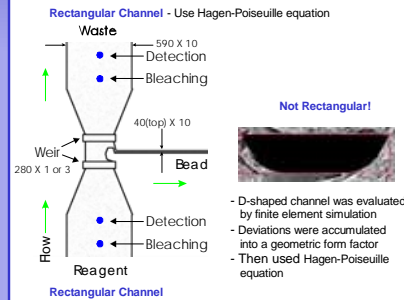 Rectangular Channel - Use Hagen-Poiseuille equation
Waste
590 X 10
Detection
Bleaching
Not Rectangular!
40(top) X 10
Weir
Bead
280 X 1 or 3
- D-shaped channel was evaluated
by finite element simulation
- Deviations were accumulated
into a geometric form factor
- Then used Hagen-Poiseuille
equation
Detection
Bleaching
Flow
Reagent
Rectangular Channel